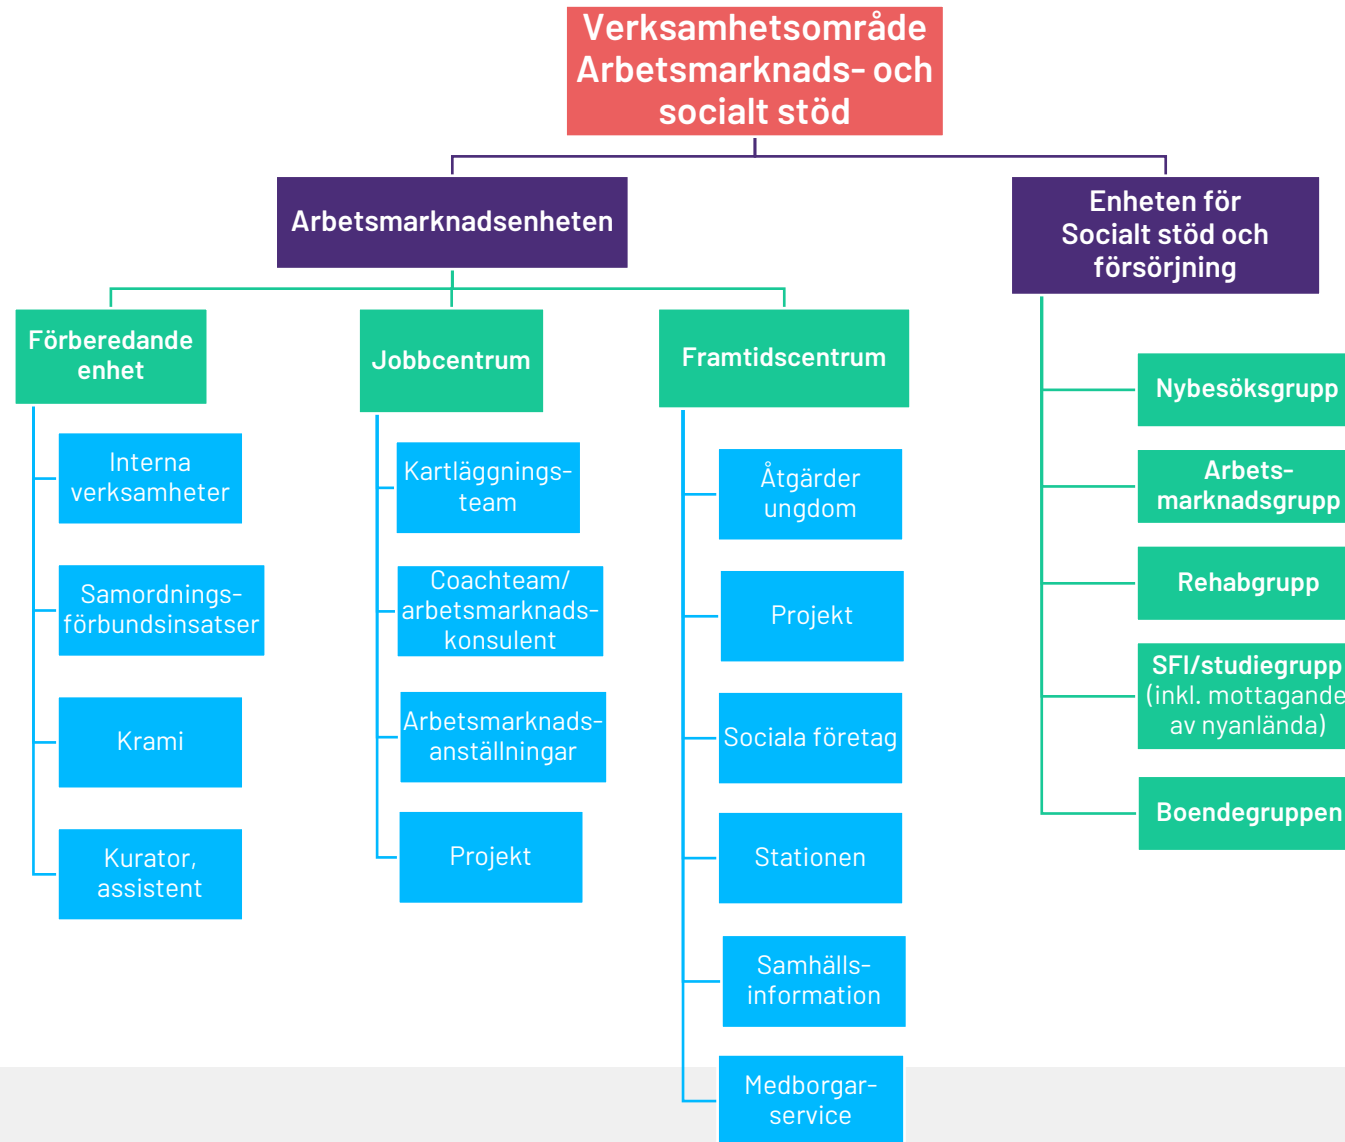 Verksamhetsområde
Arbetsmarknads- och
socialt stöd
Arbetsmarknadsenheten
Enheten för
Socialt stöd och
försörjning
Förberedande
enhet
Interna
verksamheter
Samordnings-
förbundsinsatser
Krami
Kurator,
assistent
Jobbcentrum
Kartläggnings-
team
Coachteam/
arbetsmarknads-
konsulent
Arbetsmarknads-
anställningar
Projekt
Framtidscentrum
Åtgärder
ungdom
Projekt
Sociala företag
Stationen
Samhälls-
information
Medborgar-
service
Nybesöksgrupp
Arbets-
marknadsgrupp
Rehabgrupp
SFI/studiegrupp
(inkl. mottagande
av nyanlända)
Boendegruppen